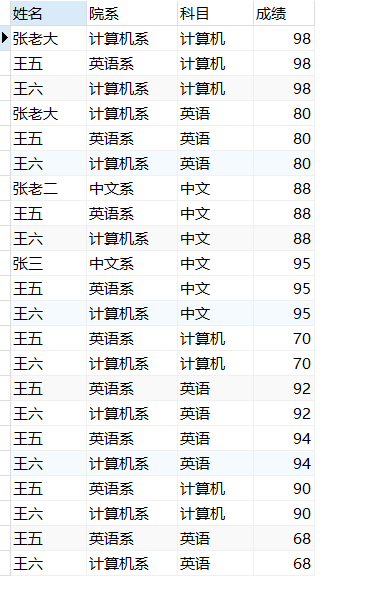 姓名 院系 科目 成绩
张老大 计算机系 计算机 98
王五 英语系 计算机 98
王六 计算机系 计算机 98
张老大 计算机系 英语 80
王五 英语系 英语 80
王六 计算机系 英语 80
张老二 中文系 中文 88
王五 英语系 中文 88
王六 计算机系 中文 88
张三 中文系 中文 95
王五 英语系 中文 95
王六 计算机系 中文 95
王五 英语系 计算机 70
王六 计算机系 计算机 70
王五 英语系 英语 92
王六 计算机系 英语 92
王五 英语系 英语 94
王六 计算机系 英语 94
王五 英语系 计算机 90
王六 计算机系 计算机 90
王五 英语系 英语 68
王六 计算机系 英语 68